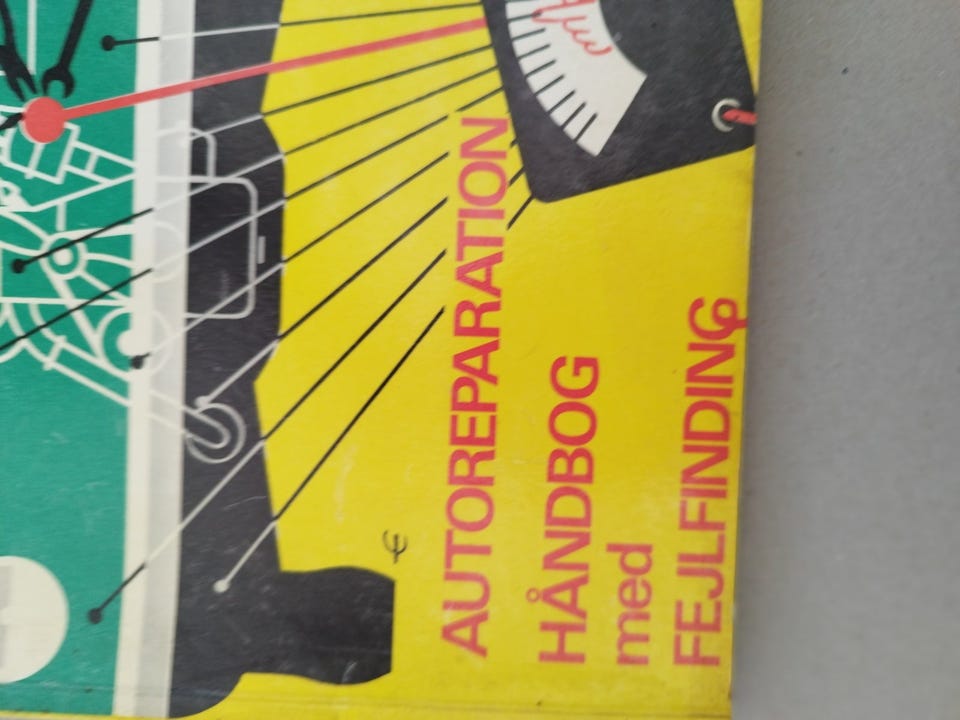 AUTOREPARATION
HÅNDBOG
med
FEJLFINDING